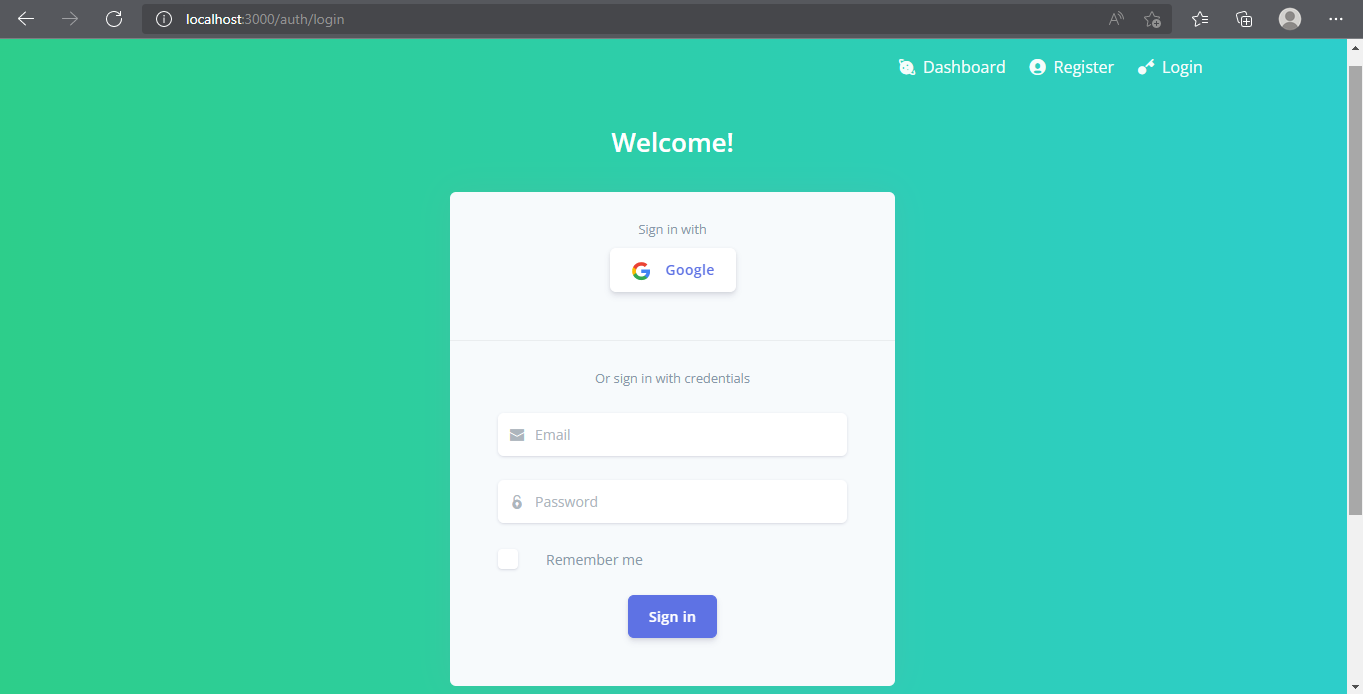 localhost:3000/auth/login
Dashboard Register Login
Welcome!
Sign in with
Google
Or sign in with credentials
Email
Password
Remember me
Sign in